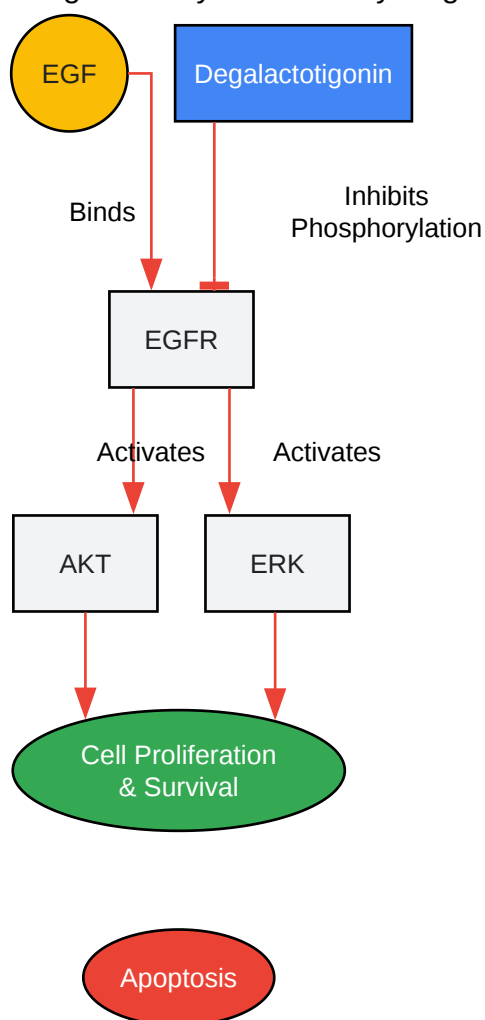 EGF
Degalactotigonin
Binds
Inhibits
Phosphorylation
EGFR
Activates
Activates
AKT
ERK
Cell Proliferation
& Survival
Apoptosis